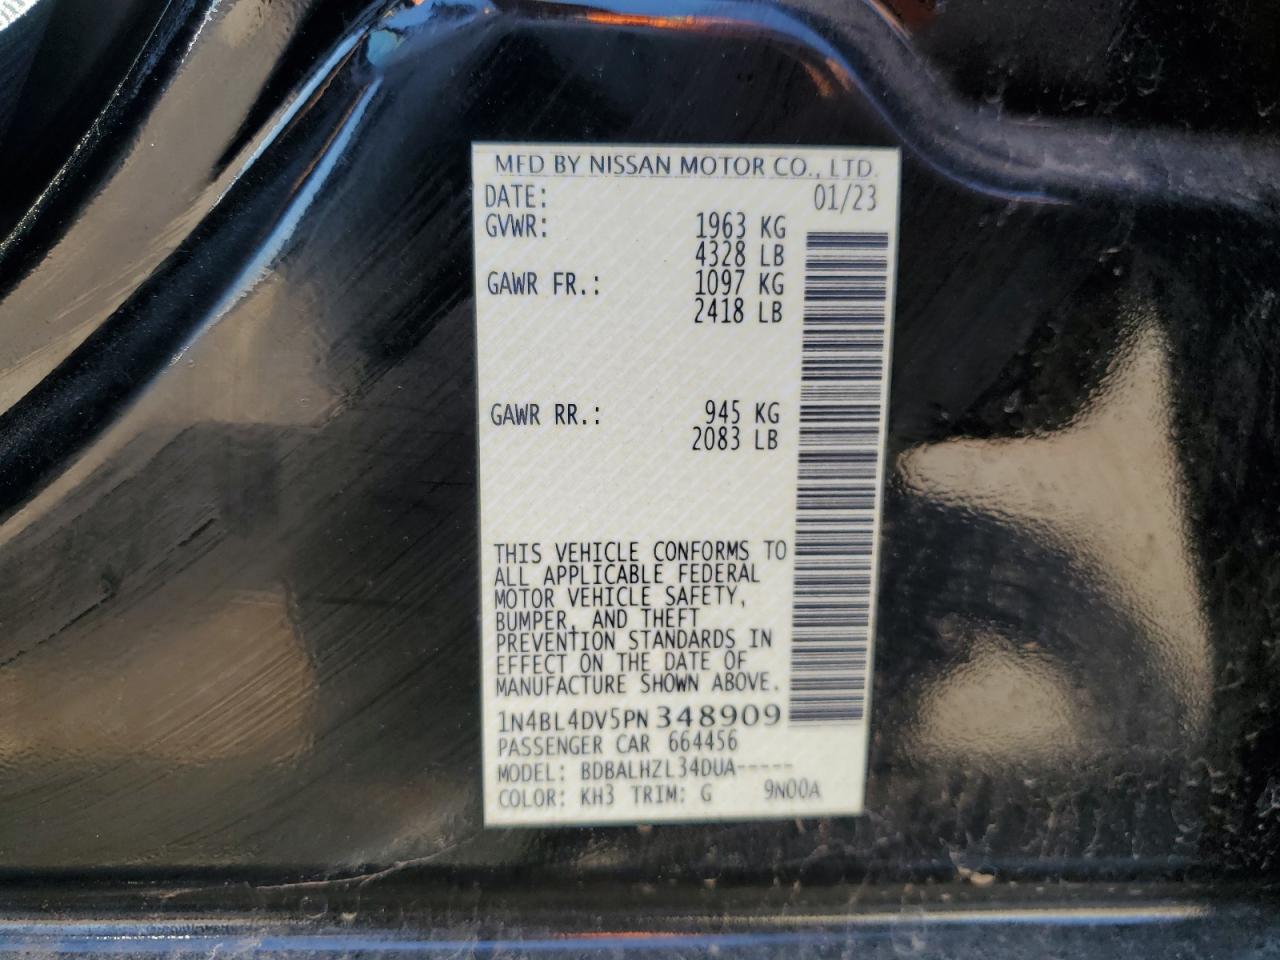 MFD BY NISSAN MOTOR CO., LTD.
DATE: 01/23
GVWR: 1963 KG
4328 LB
GAWR FR.: 1097 KG
2418 LB
GAWR RR.: 945 KG
2083 LB
THIS VEHICLE CONFORMS TO
ALL APPLICABLE FEDERAL
MOTOR VEHICLE SAFETY,
BUMPER, AND THEFT
PREVENTION STANDARDS IN
EFFECT ON THE DATE OF
MANUFACTURE SHOWN ABOVE.
1N4BL4DV5PN348909
PASSENGER CAR 664456
MODEL: BDBALHZL34DUA-----
COLOR: KH3 TRIM: G 9N00A